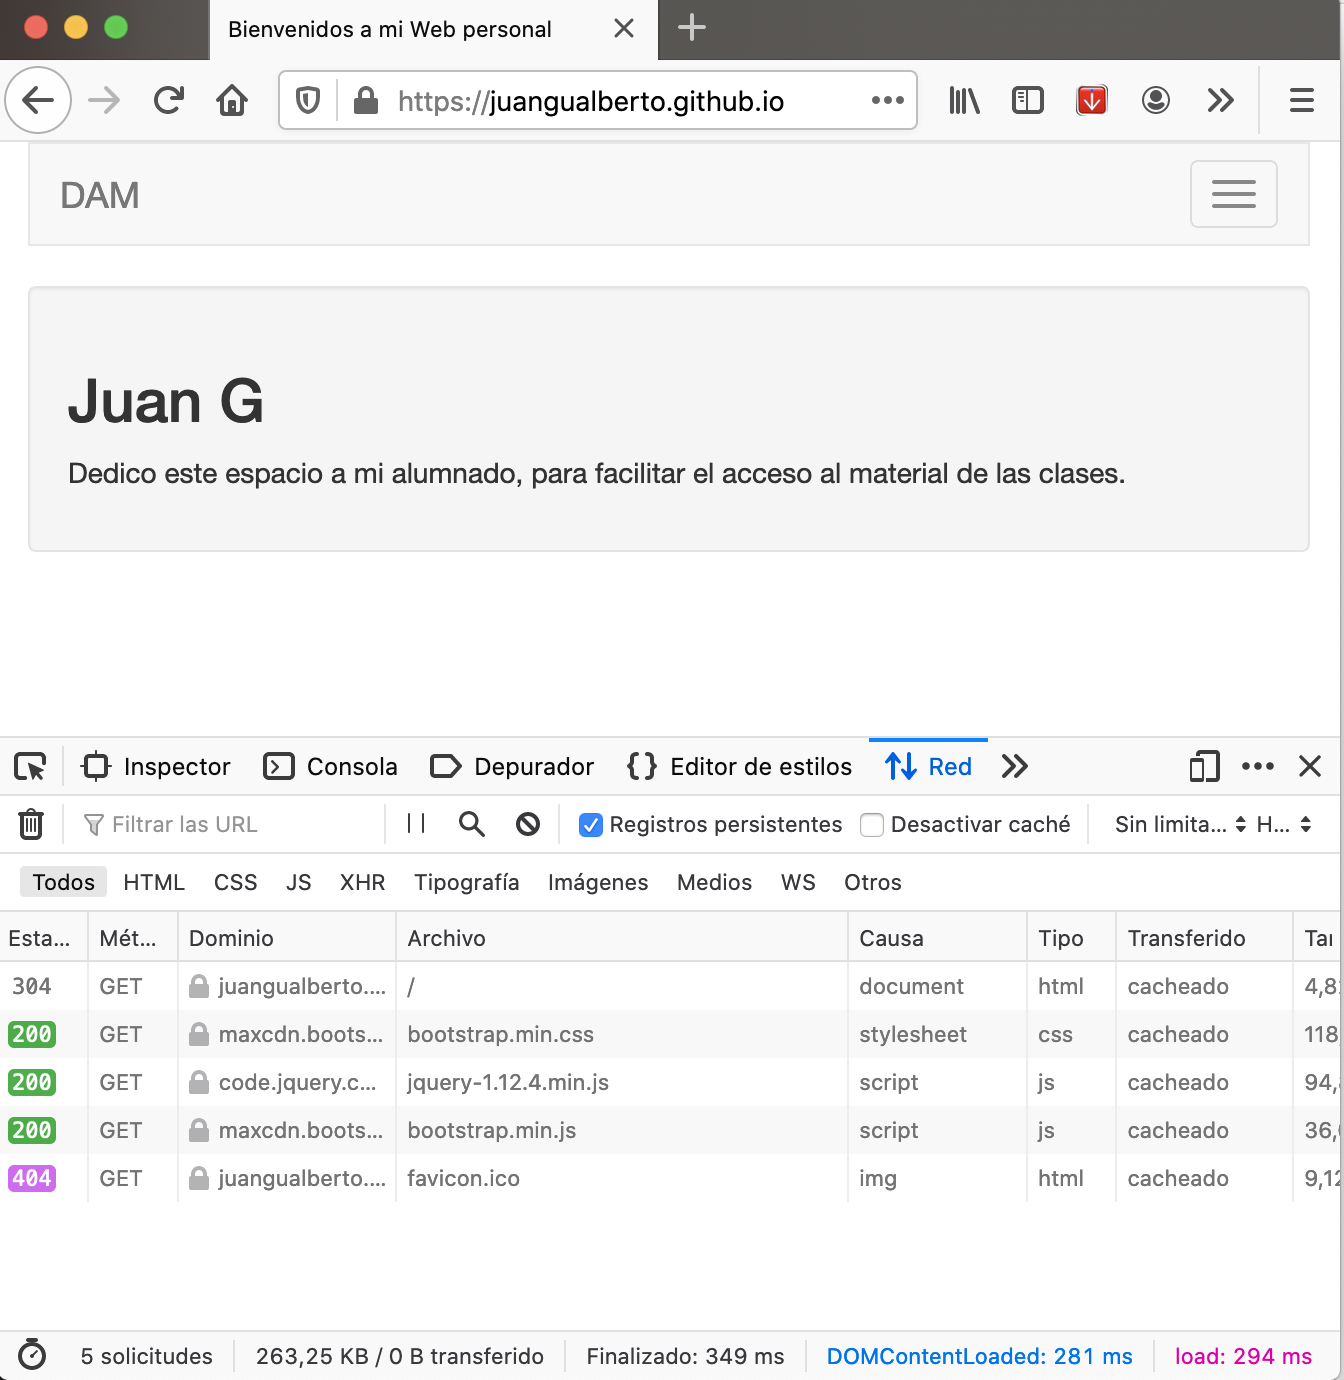 Bienvenidos a mi Web personal
https://juangualberto.github.io
DAM
Juan G
Dedico este espacio a mi alumnado, para facilitar el acceso al material de las clases.
Inspector Consola Depurador Editor de estilos Red
Filtrar las URL Registros persistentes Desactivar caché Sin limita... H...
Todos HTML CSS JS XHR Tipografía Imágenes Medios WS Otros
Esta... Mét... Dominio Archivo Causa Tipo Transferido
304 GET juangualberto.... / document html cacheado 4,8
200 GET maxcdn.boots... bootstrap.min.css stylesheet css cacheado 118,
200 GET code.jquery.c... jquery-1.12.4.min.js script js cacheado 94,
200 GET maxcdn.boots... bootstrap.min.js script js cacheado 36,
404 GET juangualberto.... favicon.ico img html cacheado 9,12
5 solicitudes 263,25 KB / 0 B transferido Finalizado: 349 ms DOMContentLoaded: 281 ms load: 294 ms